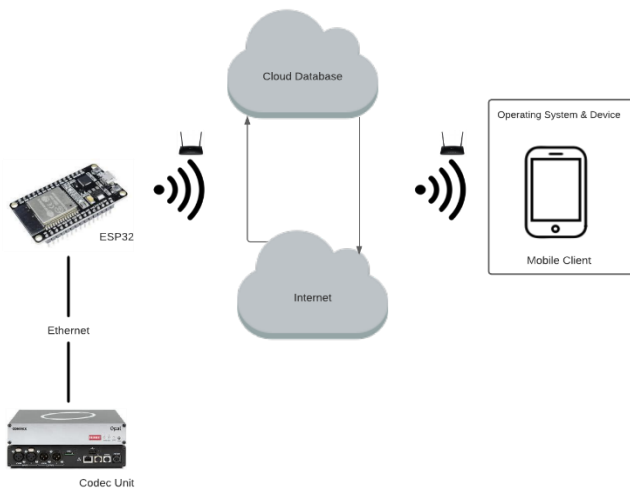 Cloud Database
Operating System & Device
ESP32
Mobile Client
Internet
Ethernet
Opal
Codec Unit